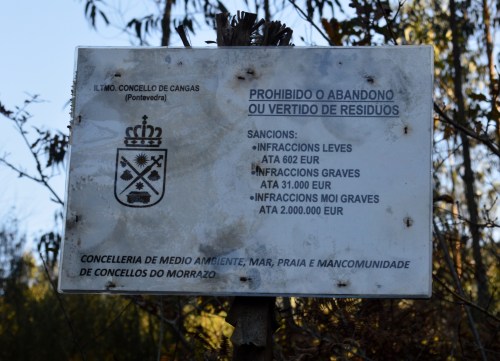 ILTMO. CONCELLO DE CANGAS
(Pontevedra)
PROHIBIDO O ABANDONO
OU VERTIDO DE RESIDUOS
SANCIONS:
•INFRACCIONS LEVES
ATA 602 EUR
•INFRACCIONS GRAVES
ATA 31.000 EUR
•INFRACCIONS MOI GRAVES
ATA 2.000.000 EUR
CONCELLERIA DE MEDIO AMBIENTE, MAR, PRAIA E MANCOMUNIDADE
DE CONCELLOS DO MORRAZO